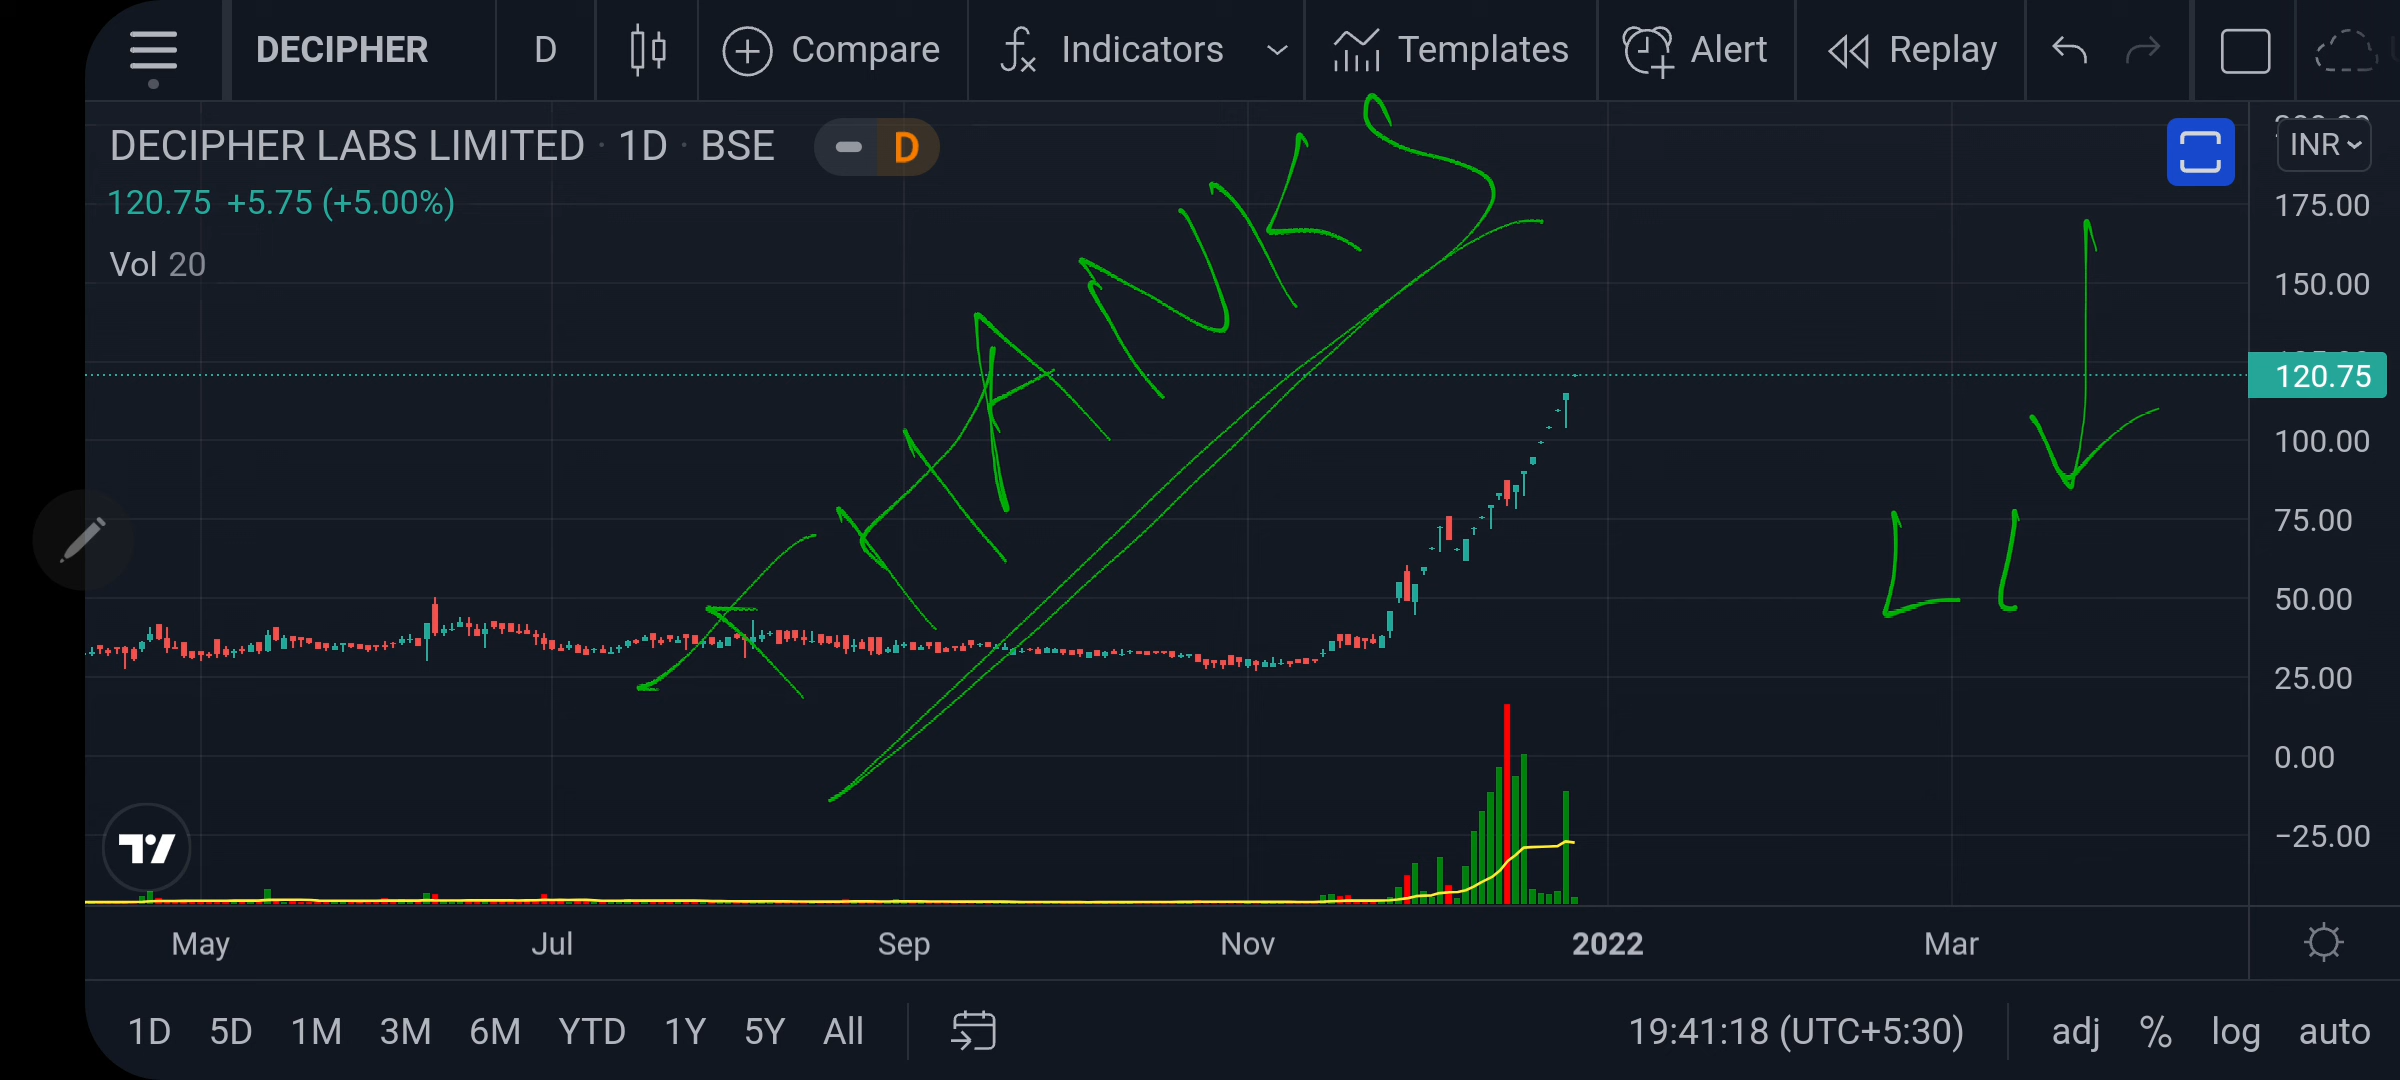 DECIPHER D Compare Indicators Templates Alert Replay
DECIPHER LABS LIMITED · 1D · BSE D
INR
120.75 +5.75 (+5.00%)
Vol 20
THANKS
175.00
150.00
120.75
100.00
75.00
50.00
25.00
0.00
−25.00
May Jul Sep Nov 2022 Mar
1D 5D 1M 3M 6M YTD 1Y 5Y All 19:41:18 (UTC+5:30) adj % log auto